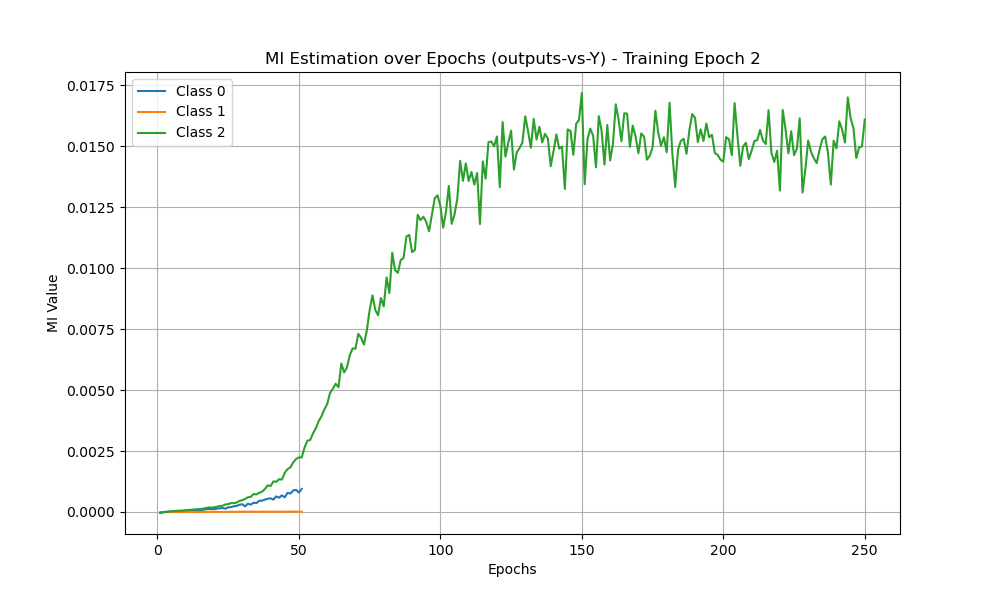 MI Estimation over Epochs (outputs-vs-Y) - Training Epoch 2
Class 0
Class 1
Class 2
MI Value
0.0175
0.0150
0.0125
0.0100
0.0075
0.0050
0.0025
0.0000
0 50 100 150 200 250
Epochs